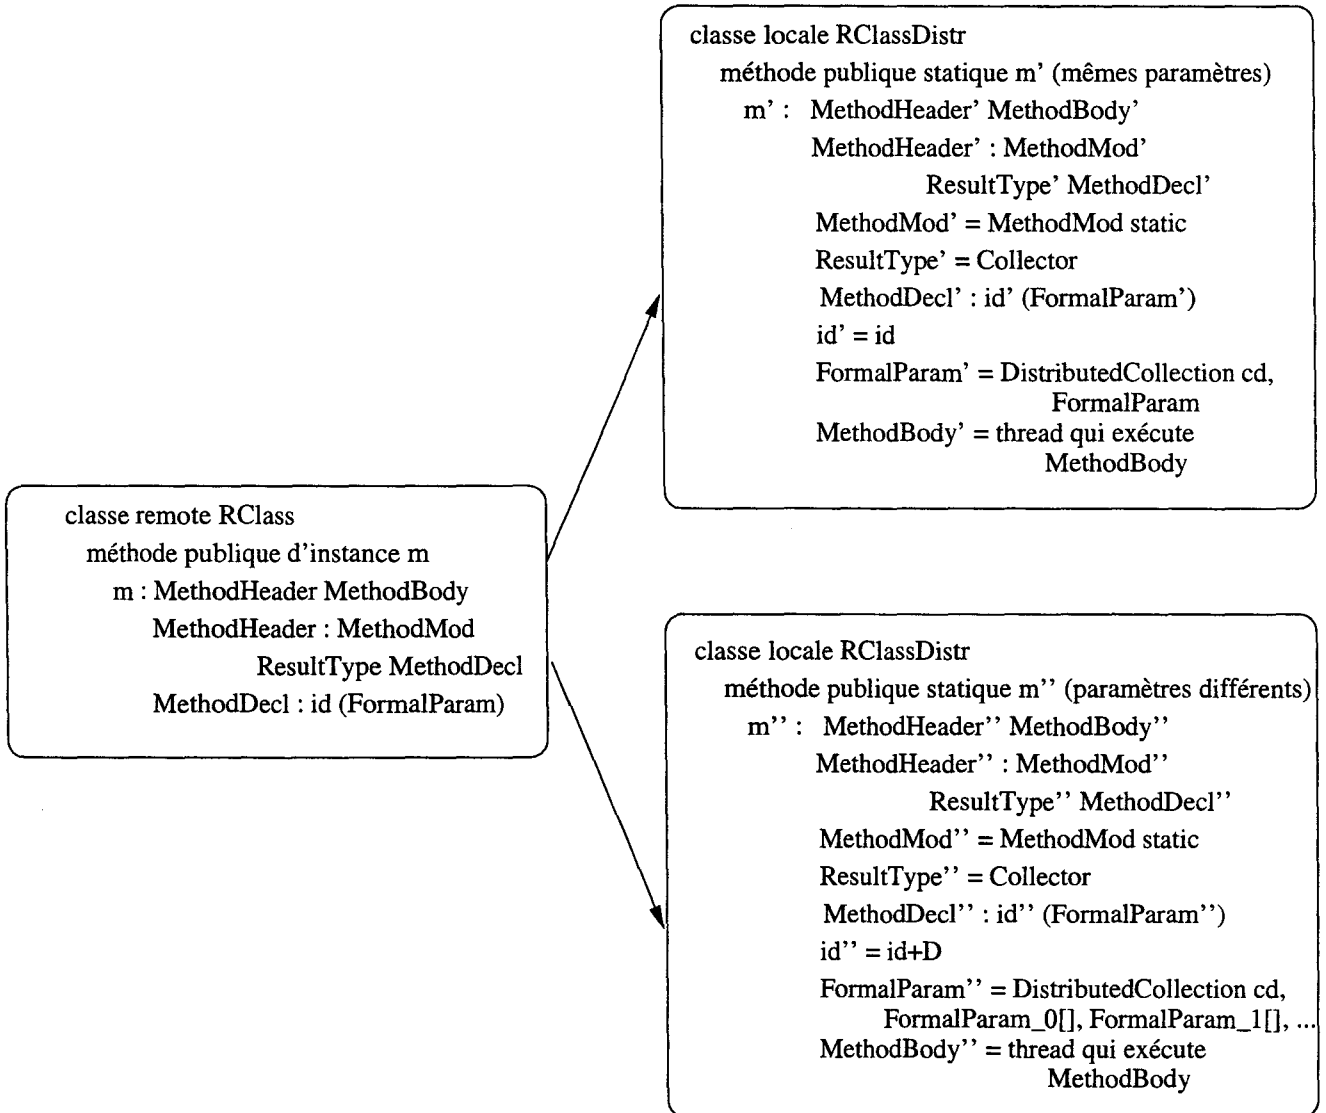 classe locale RClassDistr
méthode publique statique m' (mêmes paramètres)
m' : MethodHeader' MethodBody'
MethodHeader' : MethodMod'
ResultType' MethodDecl'
MethodMod' = MethodMod static
ResultType' = Collector
MethodDecl' : id' (FormalParam')
id' = id
FormalParam' = DistributedCollection cd,
FormalParam
MethodBody' = thread qui exécute
MethodBody
classe remote RClass
méthode publique d'instance m
m : MethodHeader MethodBody
MethodHeader : MethodMod
ResultType MethodDecl
MethodDecl : id (FormalParam)
classe locale RClassDistr
méthode publique statique m'' (paramètres différents)
m'' : MethodHeader'' MethodBody''
MethodHeader'' : MethodMod''
ResultType'' MethodDecl''
MethodMod'' = MethodMod static
ResultType'' = Collector
MethodDecl'' : id'' (FormalParam'')
id'' = id+D
FormalParam'' = DistributedCollection cd,
FormalParam_0[], FormalParam_1[], ...
MethodBody'' = thread qui exécute
MethodBody